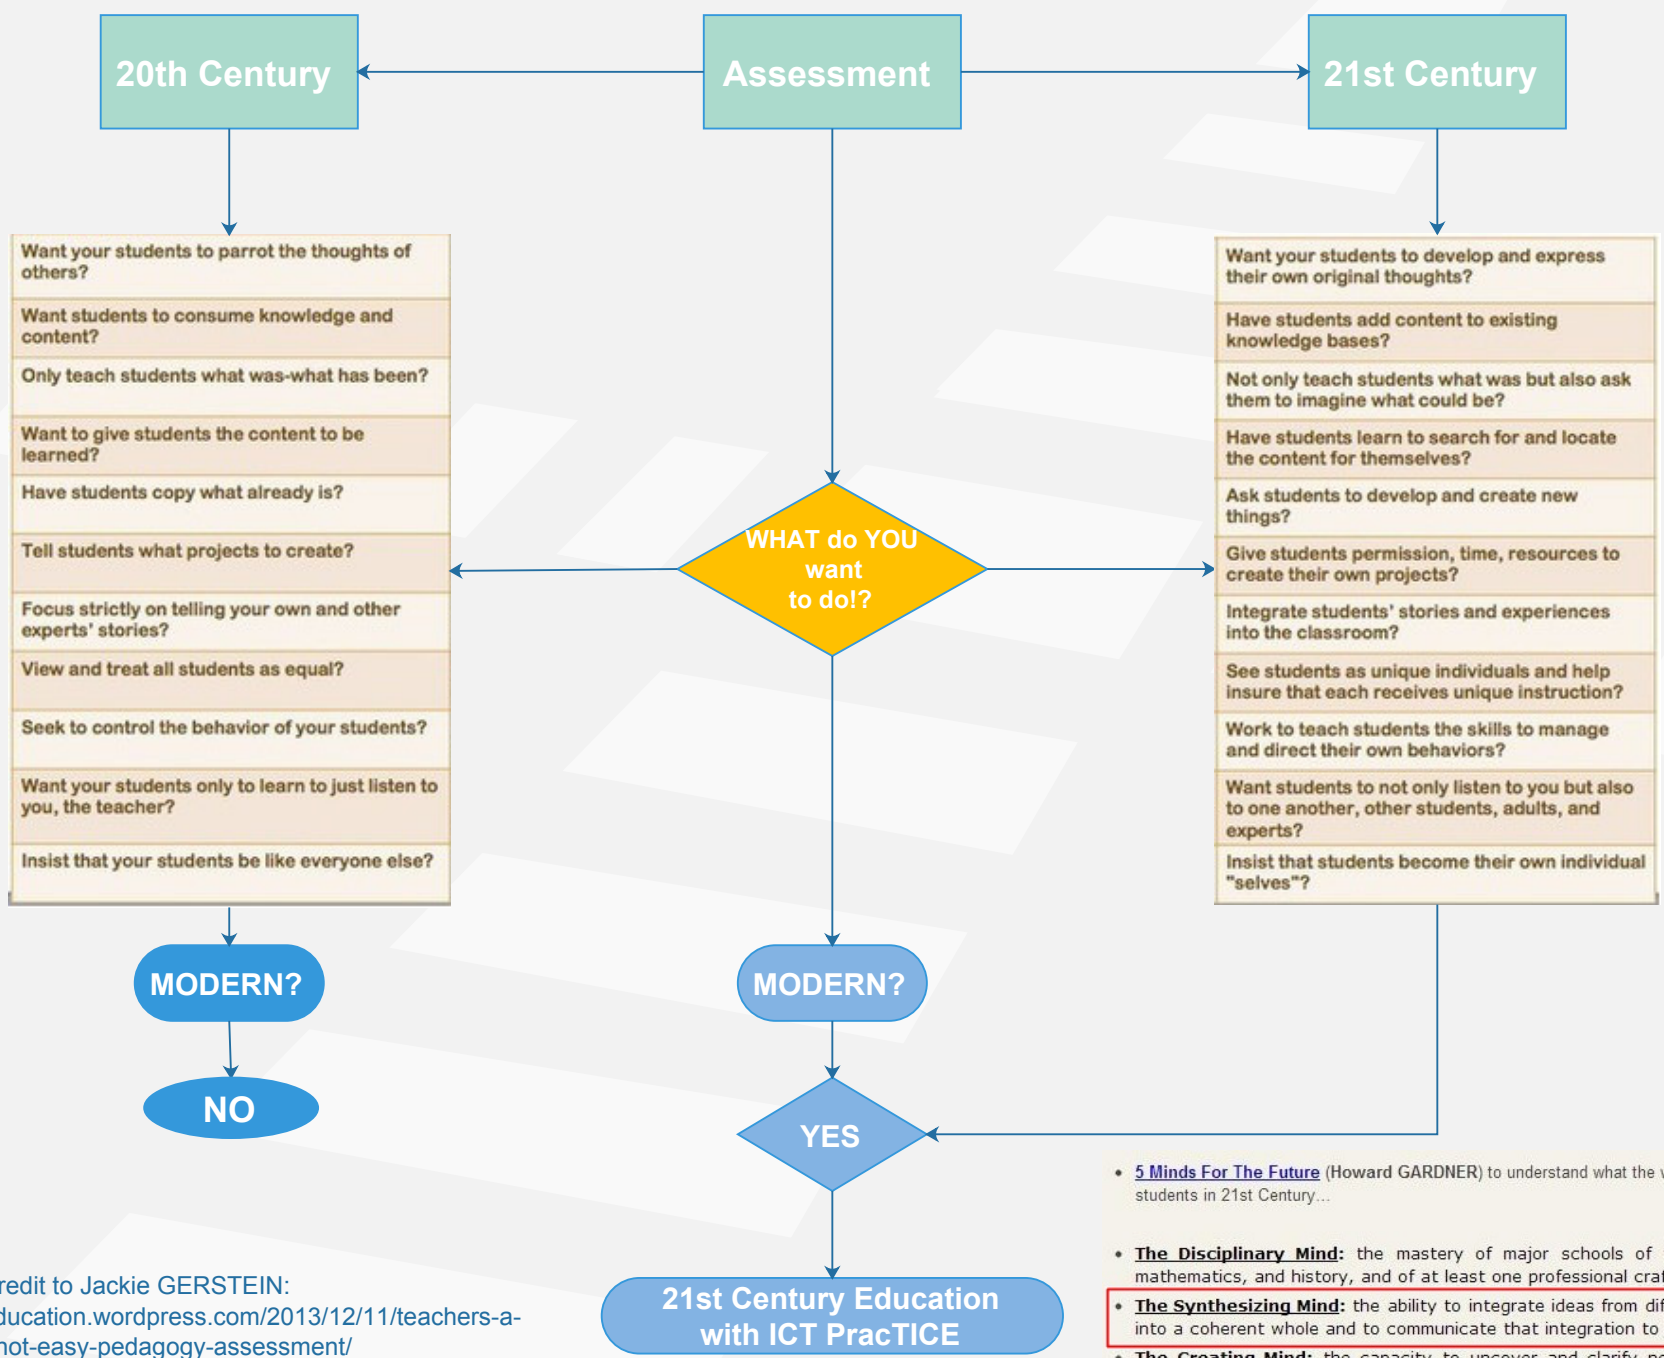 20th Century
Assessment
21st Century
Want your students to parrot the thoughts of
others?
Want students to consume knowledge and
content?
Only teach students what was-what has been?
Want to give students the content to be
learned?
Have students copy what already is?
Tell students what projects to create?
Focus strictly on telling your own and other
experts' stories?
View and treat all students as equal?
Seek to control the behavior of your students?
Want your students only to learn to just listen to
you, the teacher?
Insist that your students be like everyone else?
WHAT do YOU
want
to do!?
Want your students to develop and express
their own original thoughts?
Have students add content to existing
knowledge bases?
Not only teach students what was but also ask
them to imagine what could be?
Have students learn to search for and locate
the content for themselves?
Ask students to develop and create new
things?
Give students permission, time, resources to
create their own projects?
Integrate students' stories and experiences
into the classroom?
See students as unique individuals and help
insure that each receives unique instruction?
Work to teach students the skills to manage
and direct their own behaviors?
Want students to not only listen to you but also
to one another, other students, adults, and
experts?
Insist that students become their own individual
"selves"?
MODERN?
NO
MODERN?
YES
21st Century Education
with ICT PracTICE
redit to Jackie GERSTEIN:
ducation.wordpress.com/2013/12/11/teachers-a-
not-easy-pedagogy-assessment/
• 5 Minds For The Future (Howard GARDNER) to understand what the
students in 21st Century...
• The Disciplinary Mind: the mastery of major schools of
mathematics, and history, and of at least one professional
• The Synthesizing Mind: the ability to integrate ideas from
into a coherent whole and to communicate that integration to
• The Creating Mind: the capacity to uncover and clarify